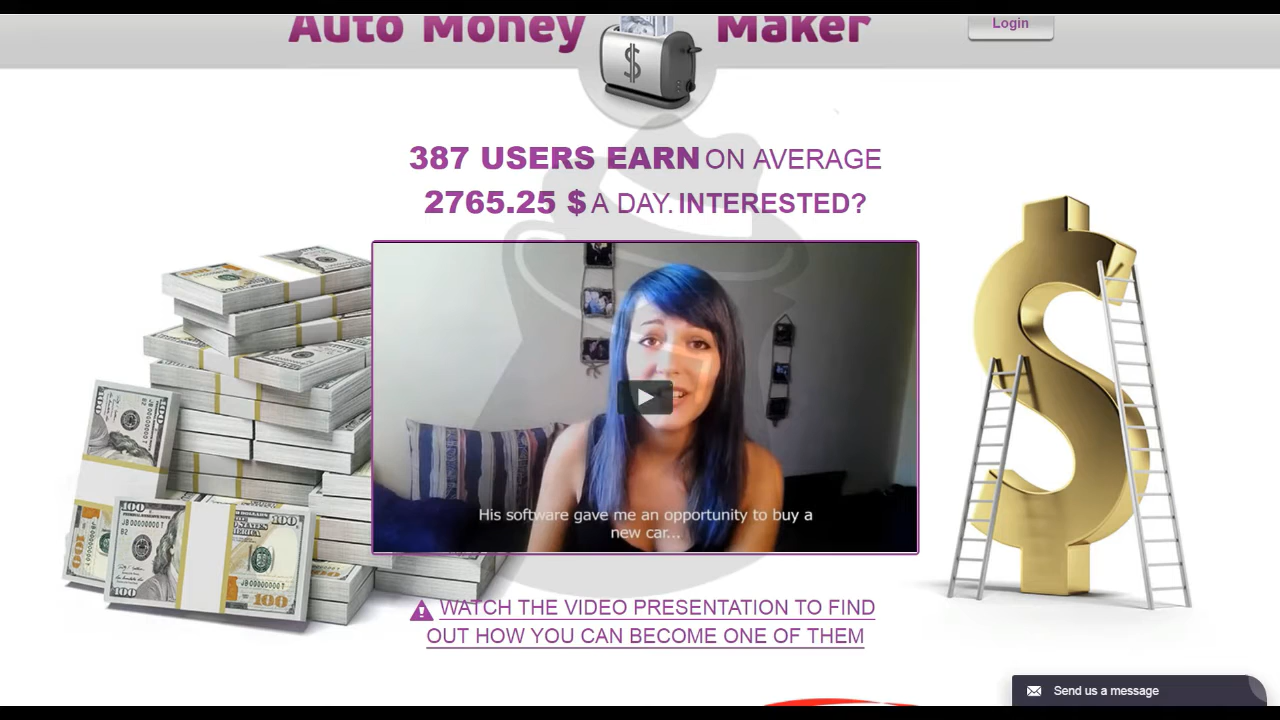 Auto Money Maker
Login
387 USERS EARN ON AVERAGE
2765.25 $ A DAY. INTERESTED?
His software gave me an opportunity to buy a
new car...
WATCH THE VIDEO PRESENTATION TO FIND
OUT HOW YOU CAN BECOME ONE OF THEM
Send us a message